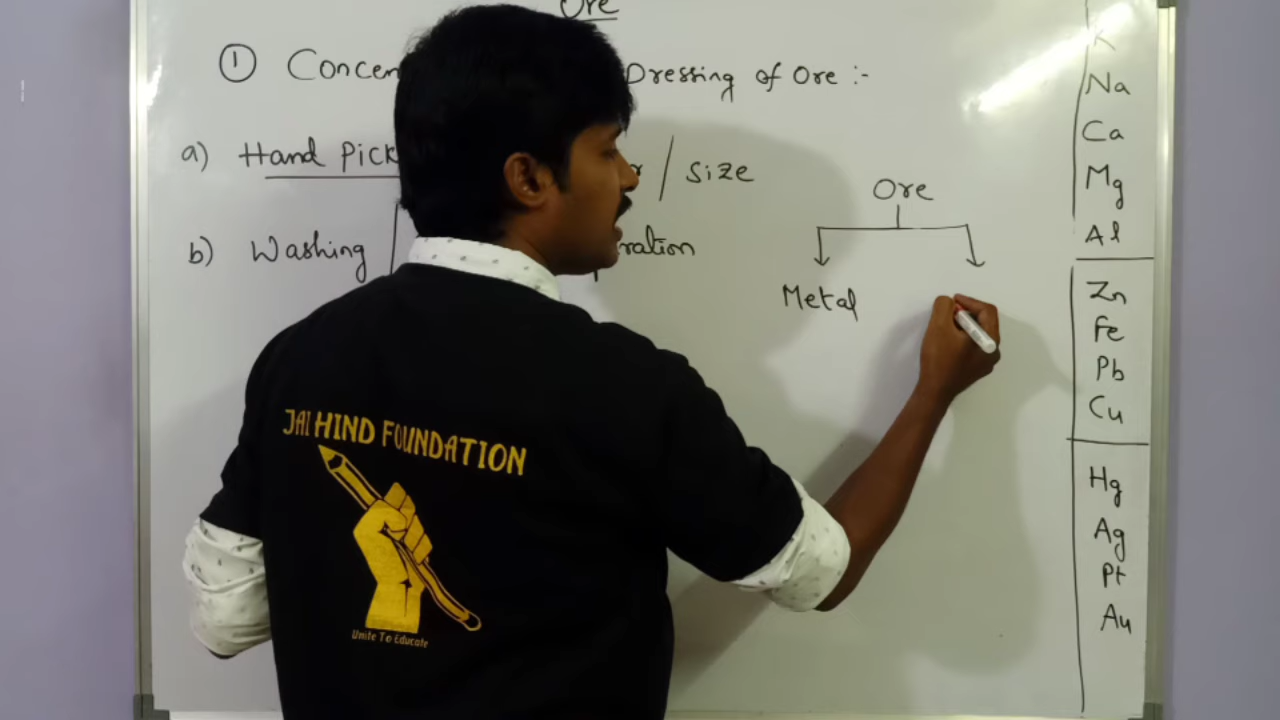 Ore
① Concen Dressing of Ore :-
a) Hand Pick / size
b) Washing ration
Ore
Metal
K
Na
Ca
Mg
Al
Zn
Fe
Pb
Cu
Hg
Ag
Pt
Au
JAI HIND FOUNDATION
Unite To Educate